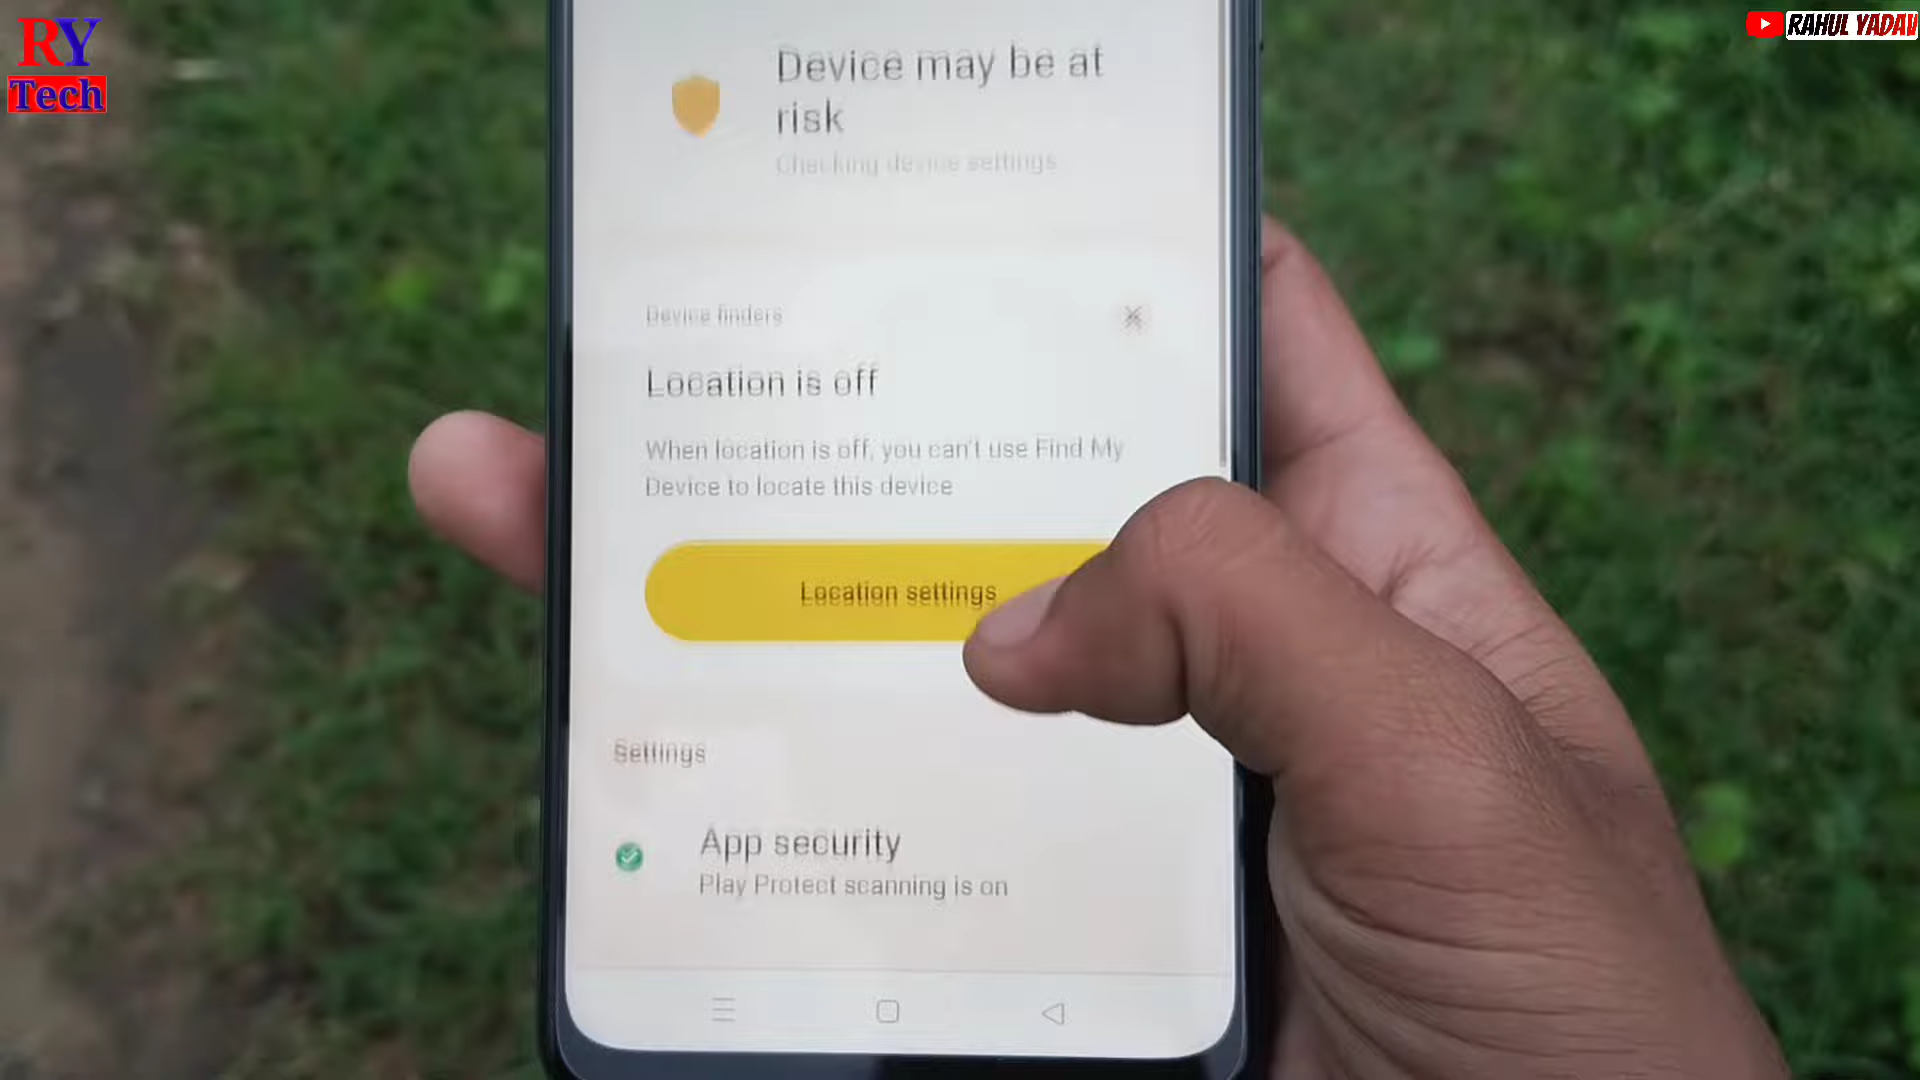 RY
Tech
RAHUL YADAV
Device may be at
risk
Checking device settings
Device finders
Location is off
When location is off, you can't use Find My
Device to locate this device
Location settings
Settings
App security
Play Protect scanning is on